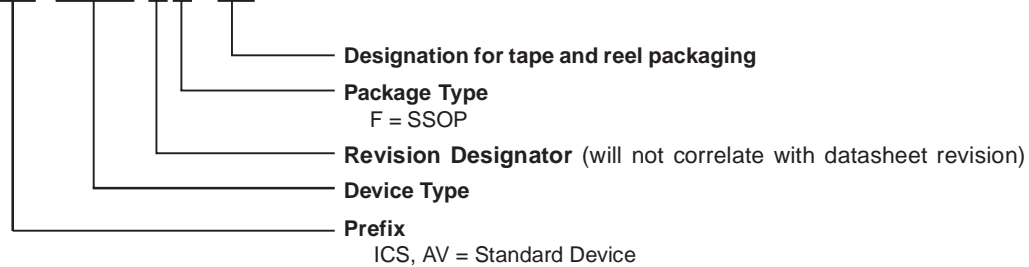 Designation for tape and reel packaging
Package Type
F = SSOP
Revision Designator (will not correlate with datasheet revision)
Device Type
Prefix
ICS, AV = Standard Device